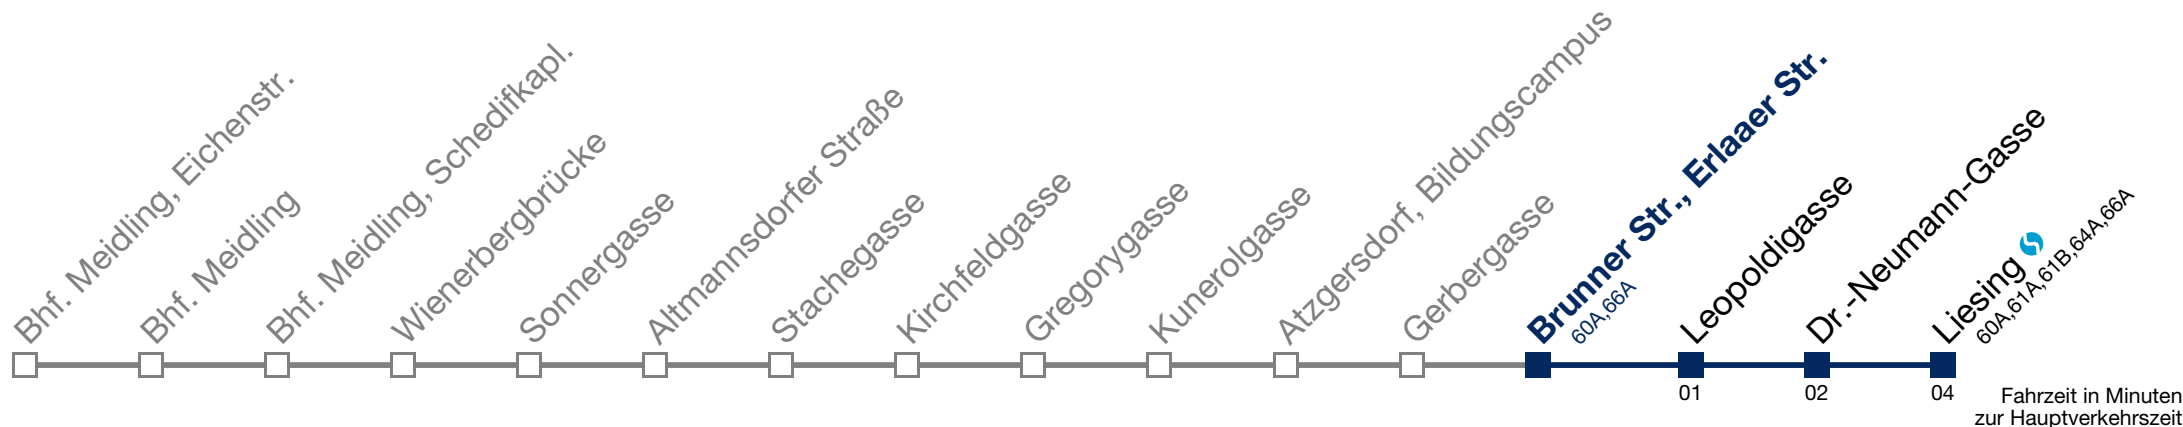 Bhf. Meidling, Eichenstr.
Bhf. Meidling
Bhf. Meidling, Schedifkapl.
Wienerbergbrücke
Sonnergasse
Altmannsdorfer Straße
Stachegasse
Kirchfeldgasse
Gregorygasse
Kunerolgasse
Atzgersdorf, Bildungscampus
Gerbergasse
Brunner Str., Erlaaer Str.
60A,66A
Leopoldigasse
Dr.-Neumann-Gasse
Liesing
60A,61A,61B,64A,66A
01
02
04
Fahrzeit in Minuten
zur Hauptverkehrszeit